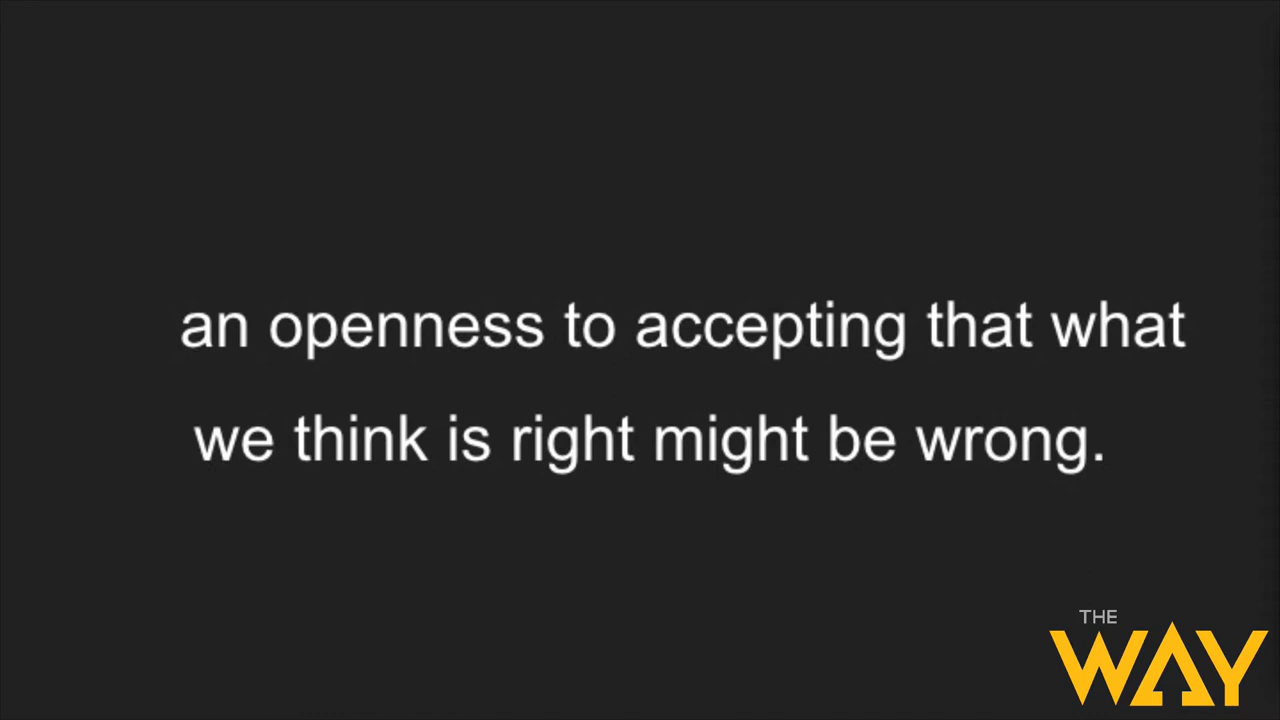 an openness to accepting that what
we think is right might be wrong.
THE
WAY